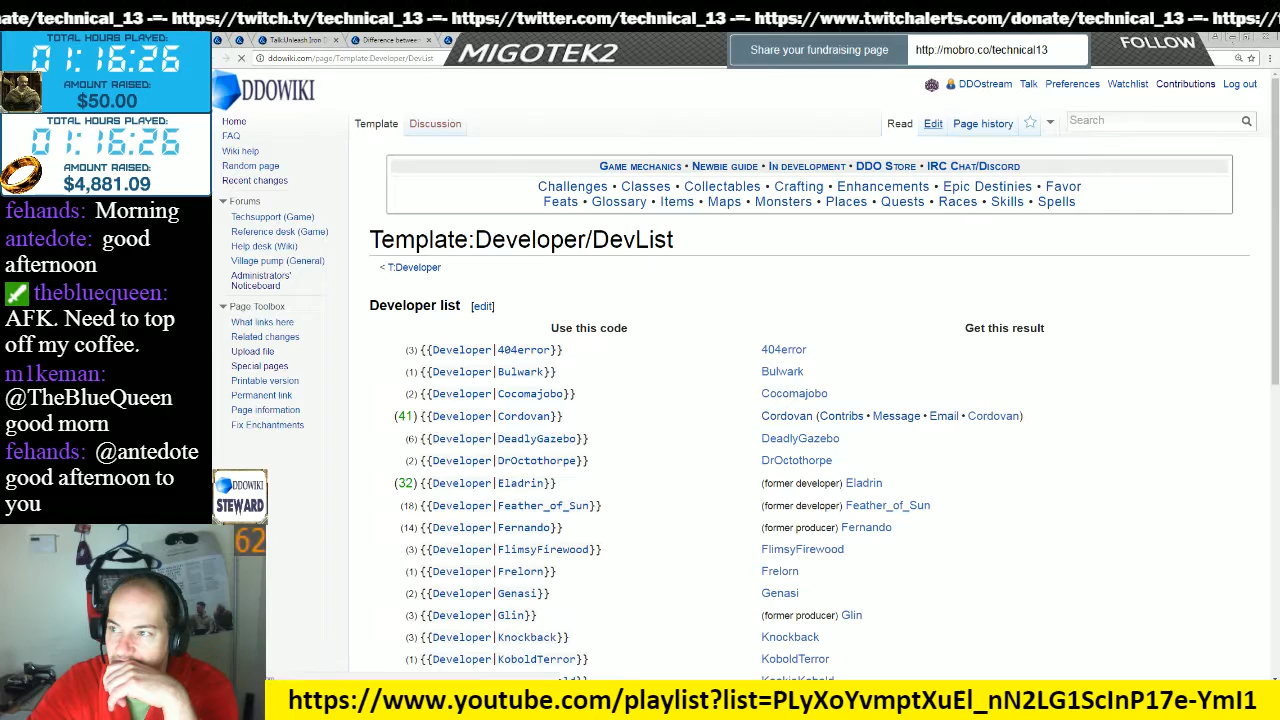 nate/technical_13 -=- https://twitch.tv/technical_13 -=- https://twitter.com/technical_13 -=- https://www.twitchalerts.com/donate/technical_13 -=- https://
TOTAL HOURS PLAYED:
01:16:26
AMOUNT RAISED:
$50.00
TOTAL HOURS PLAYED:
01:16:26
AMOUNT RAISED:
$4,881.09
fehands: Morning
antedote: good
afternoon
thebluequeen:
AFK. Need to top
off my coffee.
m1keman:
@TheBlueQueen
good morn
fehands: @antedote
good afternoon to
you
62
Talk:Unleash Iron
Difference between
MIGOTEK2
Share your fundraising page
http://mobro.co/technical13
FOLLOW
ddowiki.com/page/Template:Developer/DevList
DDOWIKI
DDOstream Talk Preferences Watchlist Contributions Log out
Home
FAQ
Wiki help
Random page
Recent changes
Forums
Techsupport (Game)
Reference desk (Game)
Help desk (Wiki)
Village pump (General)
Administrators'
Noticeboard
Page Toolbox
What links here
Related changes
Upload file
Special pages
Printable version
Permanent link
Page information
Fix Enchantments
DDOWIKI
STEWARD
Template Discussion
Read Edit Page history
Search
Game mechanics • Newbie guide • In development • DDO Store • IRC Chat/Discord
Challenges • Classes • Collectables • Crafting • Enhancements • Epic Destinies • Favor
Feats • Glossary • Items • Maps • Monsters • Places • Quests • Races • Skills • Spells
Template:Developer/DevList
< T:Developer
Developer list [edit]
Use this code Get this result
(3) {{Developer|404error}} 404error
(1) {{Developer|Bulwark}} Bulwark
(2) {{Developer|Cocomajobo}} Cocomajobo
(41) {{Developer|Cordovan}} Cordovan (Contribs • Message • Email • Cordovan)
(6) {{Developer|DeadlyGazebo}} DeadlyGazebo
(2) {{Developer|DrOctothorpe}} DrOctothorpe
(32) {{Developer|Eladrin}} (former developer) Eladrin
(18) {{Developer|Feather_of_Sun}} (former developer) Feather_of_Sun
(14) {{Developer|Fernando}} (former producer) Fernando
(3) {{Developer|FlimsyFirewood}} FlimsyFirewood
(1) {{Developer|Frelorn}} Frelorn
(2) {{Developer|Genasi}} Genasi
(3) {{Developer|Glin}} (former producer) Glin
(3) {{Developer|Knockback}} Knockback
(1) {{Developer|KoboldTerror}} KoboldTerror
https://www.youtube.com/playlist?list=PLyXoYvmptXuEl_nN2LG1ScInP17e-YmI1